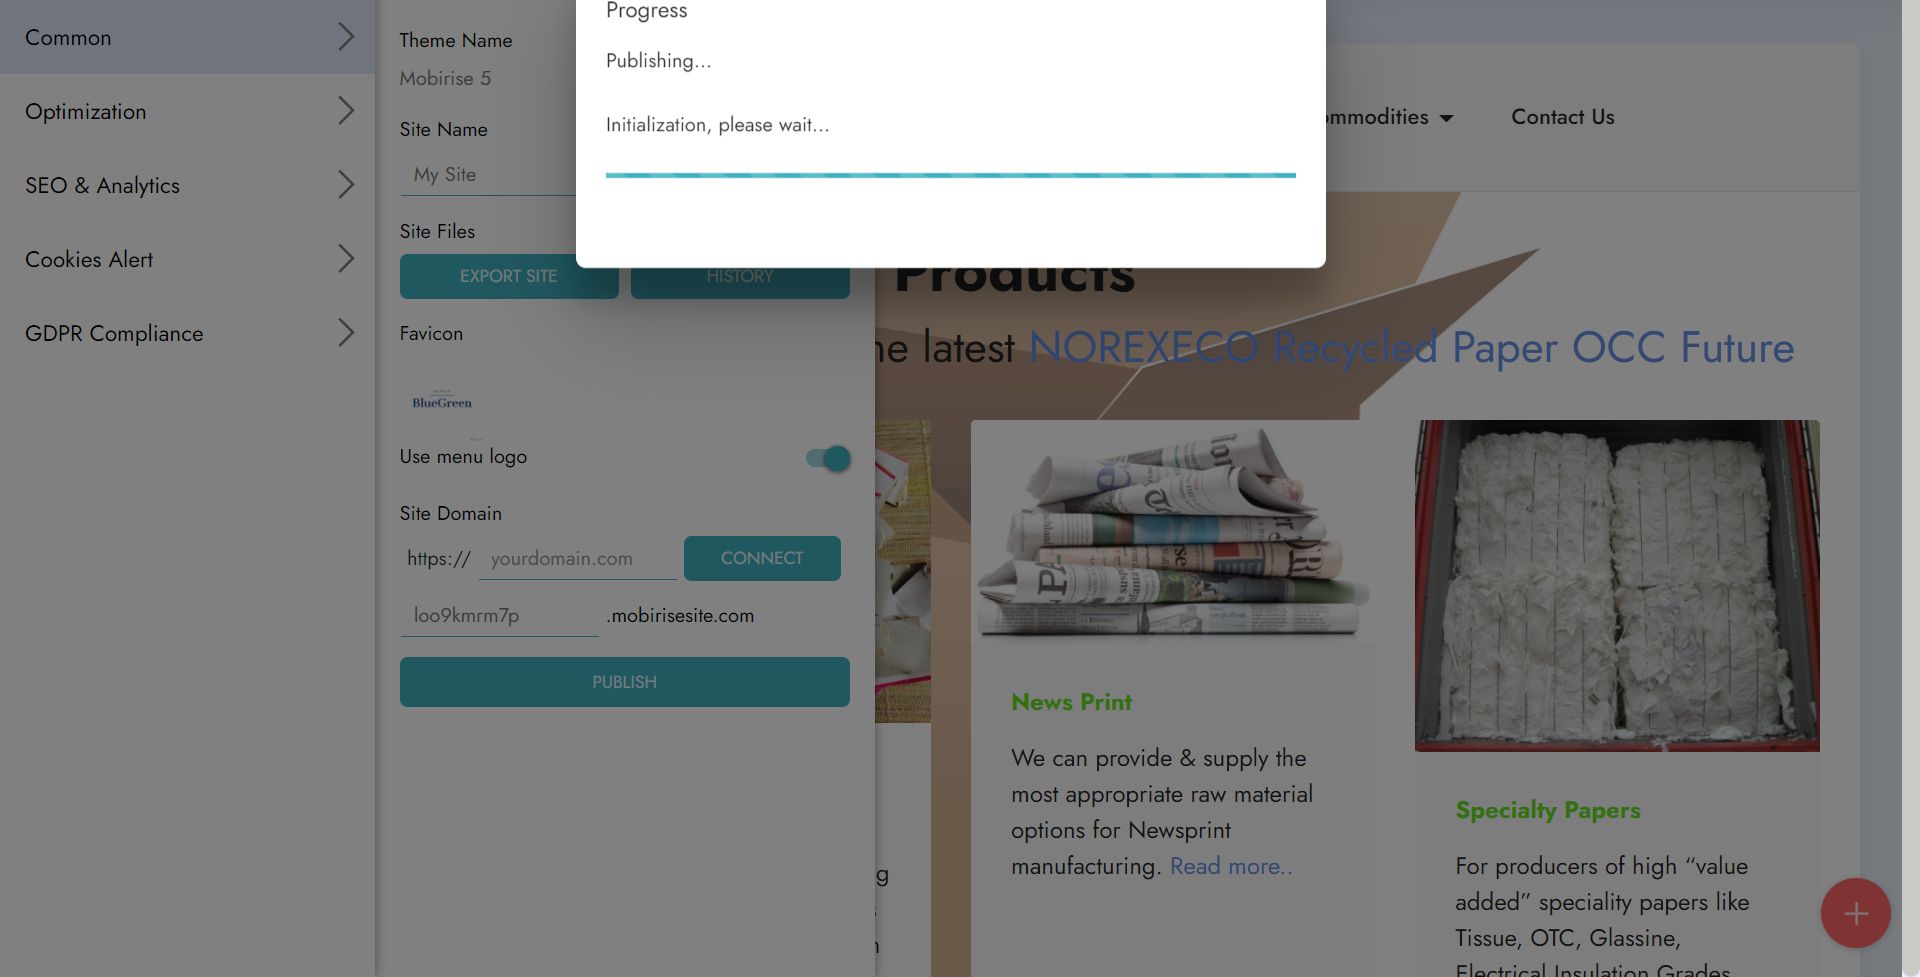 Common
Optimization
SEO & Analytics
Cookies Alert
GDPR Compliance
Theme Name
Mobirise 5
Site Name
My Site
Site Files
EXPORT SITE
HISTORY
Favicon
BlueGreen
Use menu logo
Site Domain
https://
yourdomain.com
CONNECT
loo9kmrm7p
.mobirisesite.com
PUBLISH
Progress
Publishing...
Initialization, please wait...
ommodities
Contact Us
Products
he latest NOREXECO Recycled Paper OCC Future
News Print
We can provide & supply the
most appropriate raw material
options for Newsprint
manufacturing. Read more..
Specialty Papers
For producers of high “value
added” speciality papers like
Tissue, OTC, Glassine,
Electrical Insulation Grades